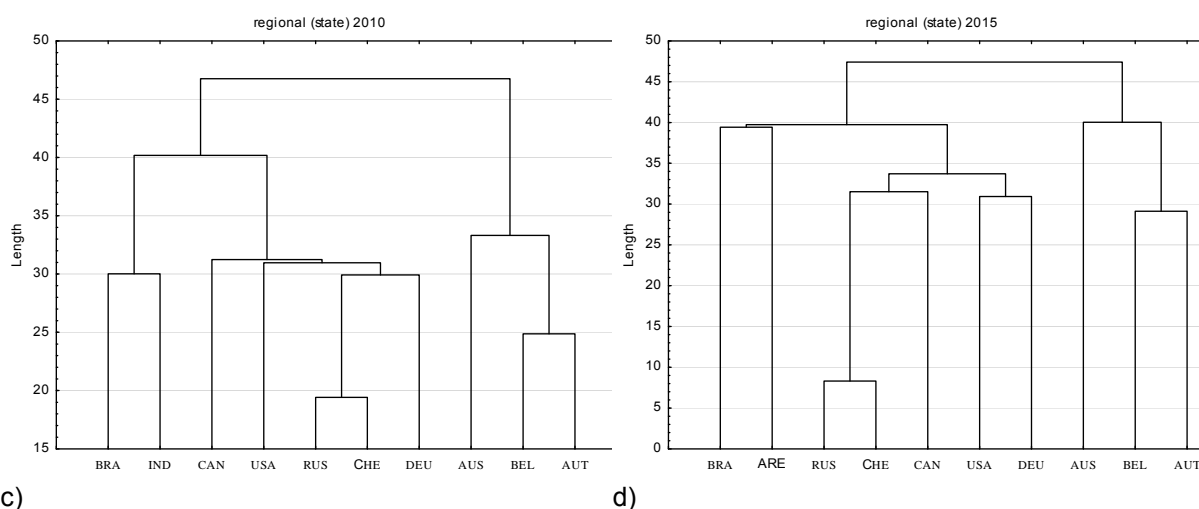 regional (state) 2010
50
45
40
35
30
25
20
15
Length
BRA IND CAN USA RUS CHE DEU AUS BEL AUT
c)
regional (state) 2015
50
45
40
35
30
25
20
15
10
5
0
Length
BRA ARE RUS CHE CAN USA DEU AUS BEL AUT
d)